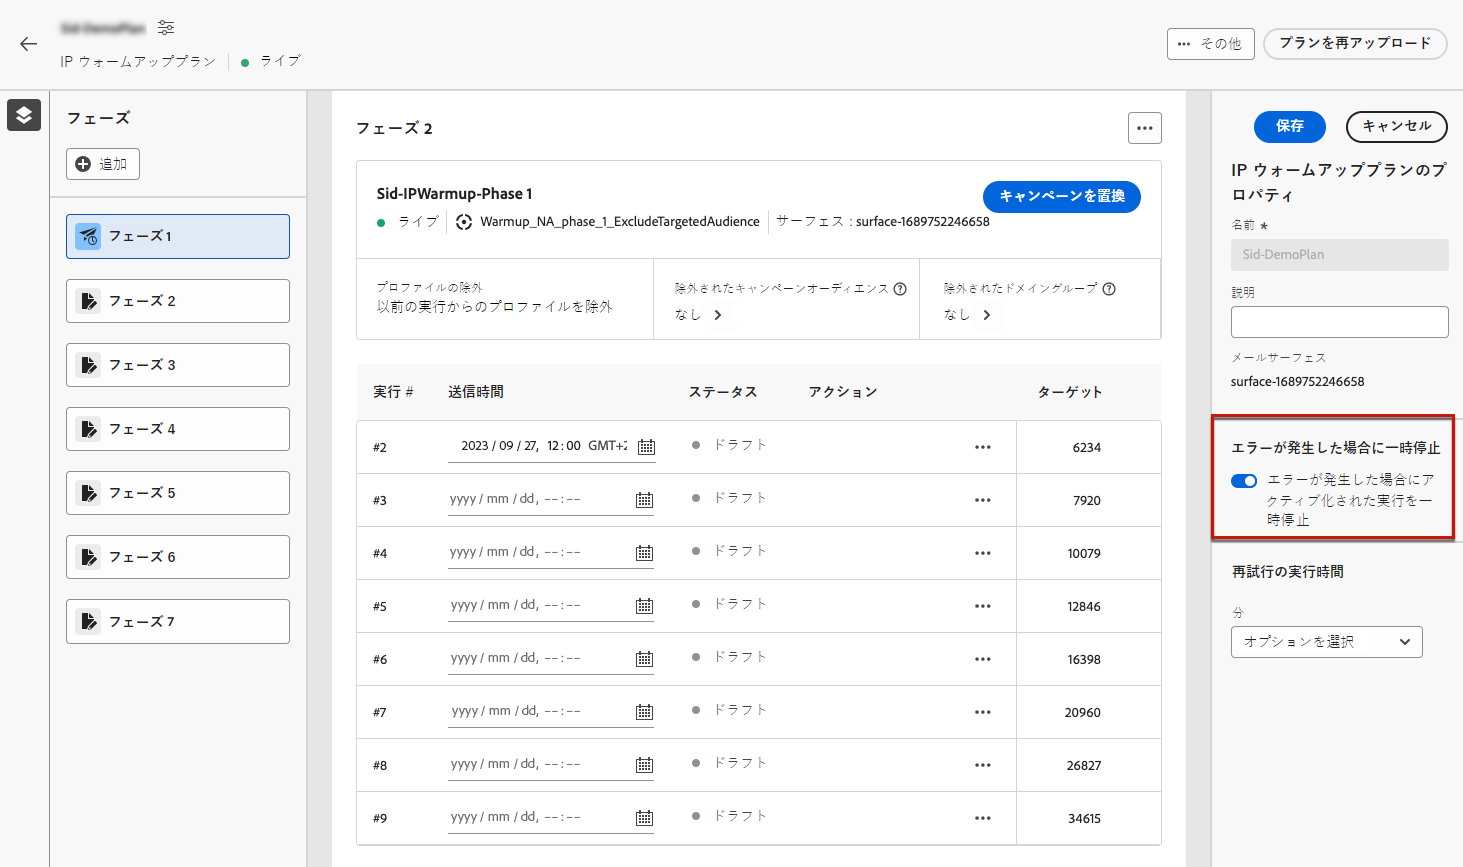 IP ウォームアッププラン
ライブ
その他
プランを再アップロード
フェーズ
追加
フェーズ 1
フェーズ 2
フェーズ 3
フェーズ 4
フェーズ 5
フェーズ 6
フェーズ 7
フェーズ 2
Sid-IPWarmup-Phase 1
キャンペーンを置換
ライブ
Warmup_NA_phase_1_ExcludeTargetedAudience
サーフェス : surface-1689752246658
プロファイルの除外
以前の実行からのプロファイルを除外
除外されたキャンペーンオーディエンス
なし
除外されたドメイングループ
なし
実行 # 送信時間 ステータス アクション ターゲット
#2 2023 / 09 / 27, 12 : 00 GMT+2 ドラフト 6234
#3 yyyy / mm / dd, -- : -- ドラフト 7920
#4 yyyy / mm / dd, -- : -- ドラフト 10079
#5 yyyy / mm / dd, -- : -- ドラフト 12846
#6 yyyy / mm / dd, -- : -- ドラフト 16398
#7 yyyy / mm / dd, -- : -- ドラフト 20960
#8 yyyy / mm / dd, -- : -- ドラフト 26827
#9 yyyy / mm / dd, -- : -- ドラフト 34615
保存
キャンセル
IP ウォームアッププランのプ
ロパティ
名前 *
Sid-DemoPlan
説明
メールサーフェス
surface-1689752246658
エラーが発生した場合に一時停止
エラーが発生した場合にア
クティブ化された実行を一
時停止
再試行の実行時間
分
オプションを選択